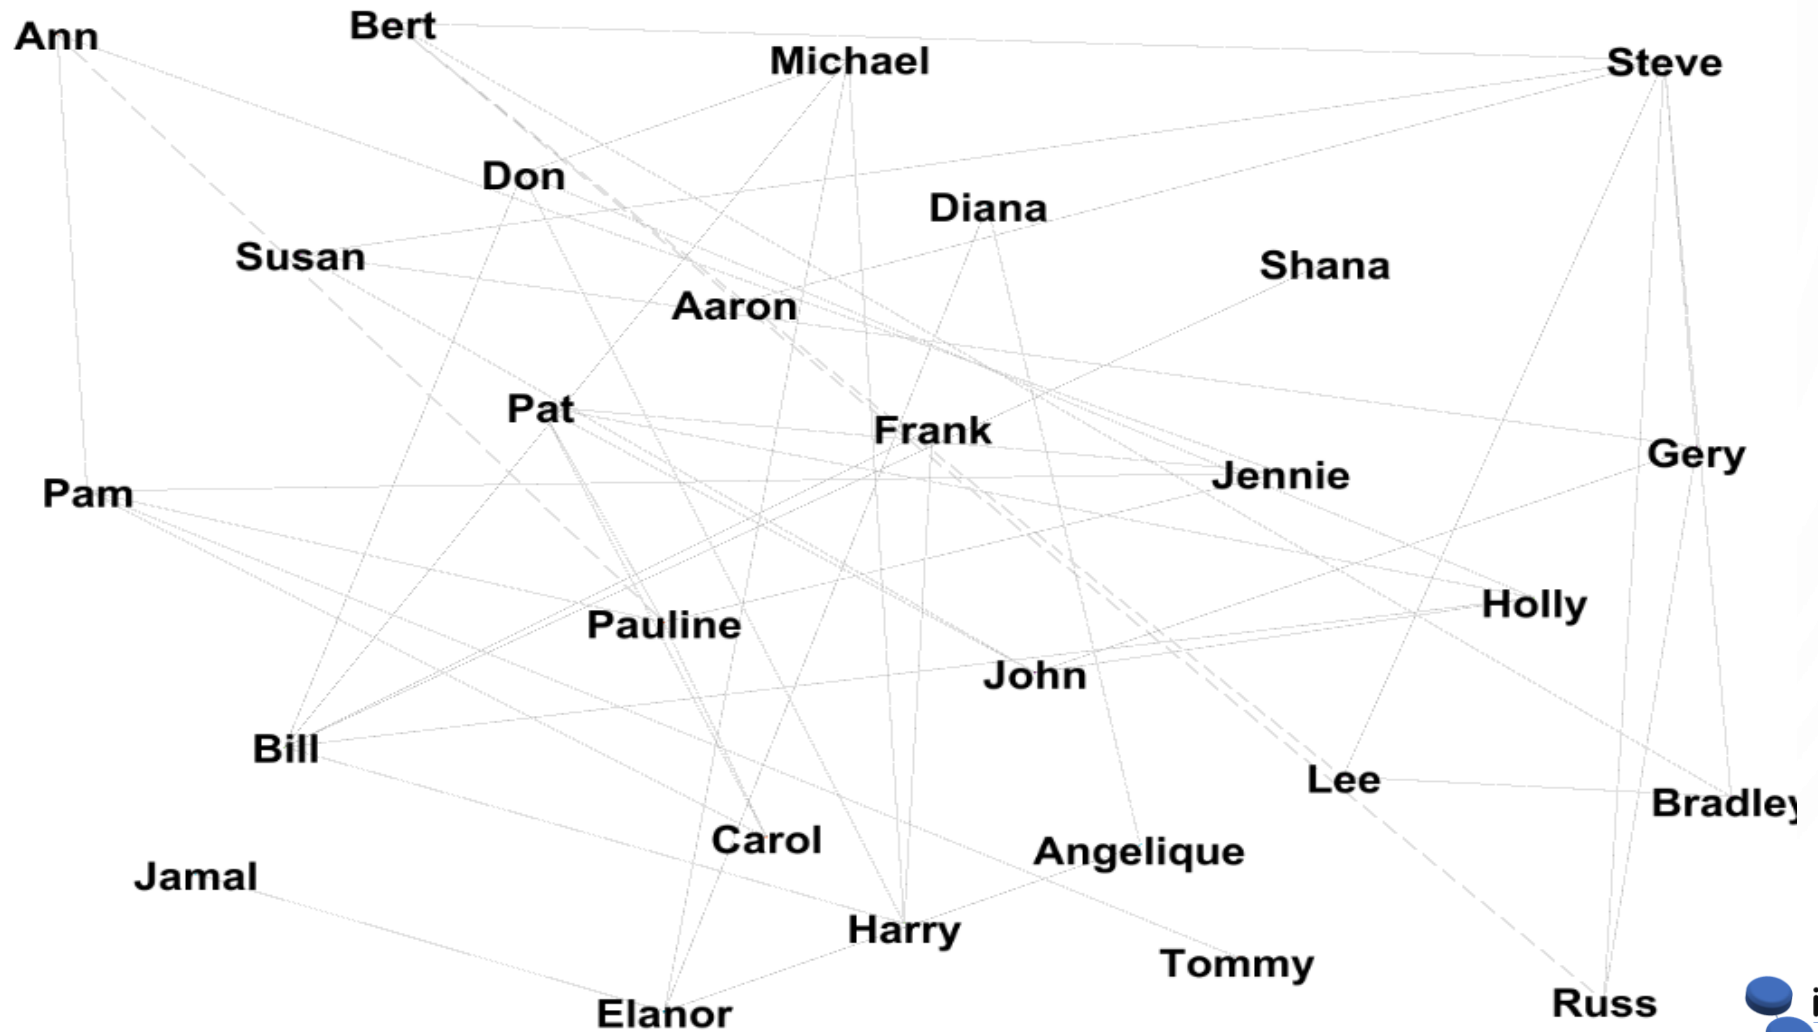 Ann
Bert
Michael
Steve
Don
Diana
Susan
Shana
Aaron
Pat
Frank
Gery
Jennie
Pam
Holly
Pauline
John
Bill
Lee
Bradley
Carol
Angelique
Jamal
Harry
Tommy
Russ
Elanor